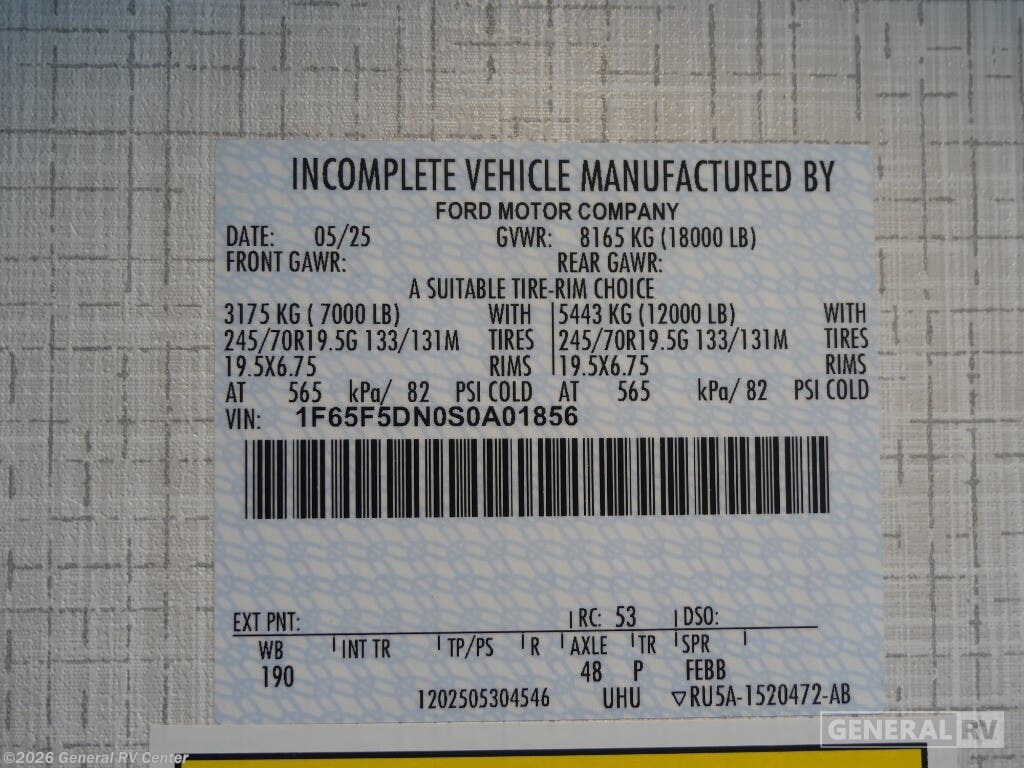 INCOMPLETE VEHICLE MANUFACTURED BY
FORD MOTOR COMPANY
DATE: 05/25 GVWR: 8165 KG (18000 LB)
FRONT GAWR: REAR GAWR:
A SUITABLE TIRE-RIM CHOICE
3175 KG ( 7000 LB) WITH 5443 KG (12000 LB) WITH
245/70R19.5G 133/131M TIRES 245/70R19.5G 133/131M TIRES
19.5X6.75 RIMS 19.5X6.75 RIMS
AT 565 kPa/ 82 PSI COLD AT 565 kPa/ 82 PSI COLD
VIN: 1F65F5DN0S0A01856
EXT PNT: RC: 53 DSO:
WB INT TR TP/PS R AXLE TR SPR
190 48 P FEBB
1202505304546 UHU ▽RU5A-1520472-AB
GENERAL RV
©2026 General RV Center